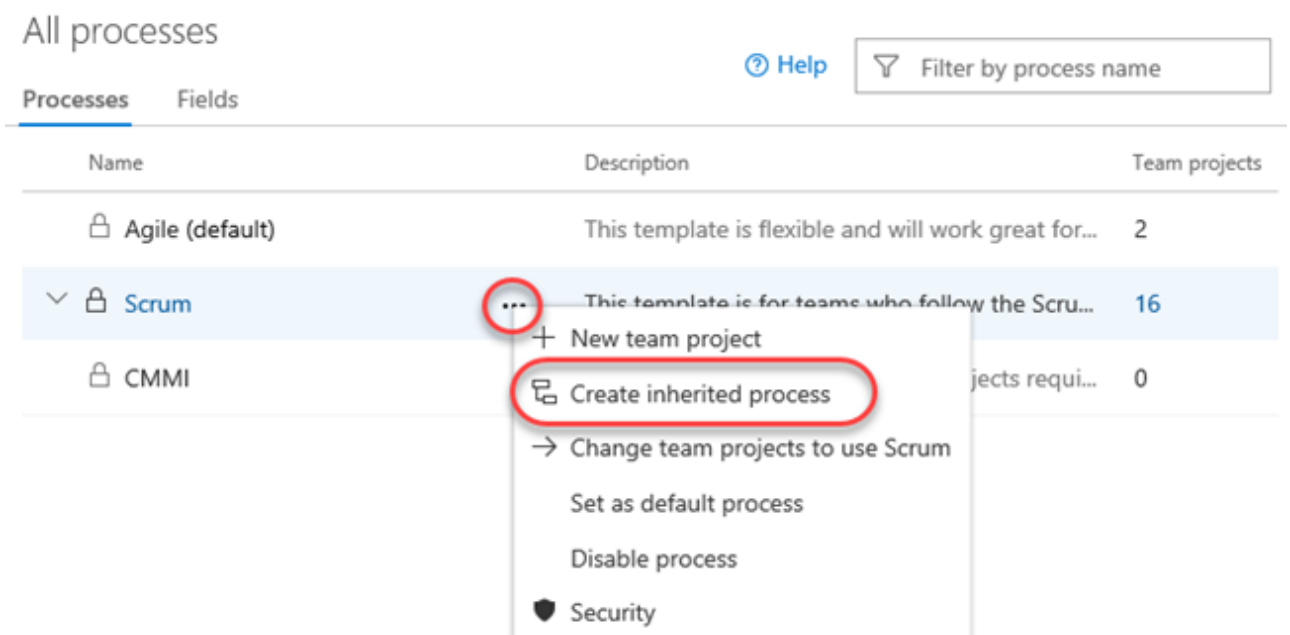 All processes
Help
Filter by process name
Processes Fields
Name Description Team projects
Agile (default) This template is flexible and will work great for... 2
Scrum ... This template is for teams who follow the Scru... 16
New team project
CMMI jects requi... 0
Create inherited process
Change team projects to use Scrum
Set as default process
Disable process
Security